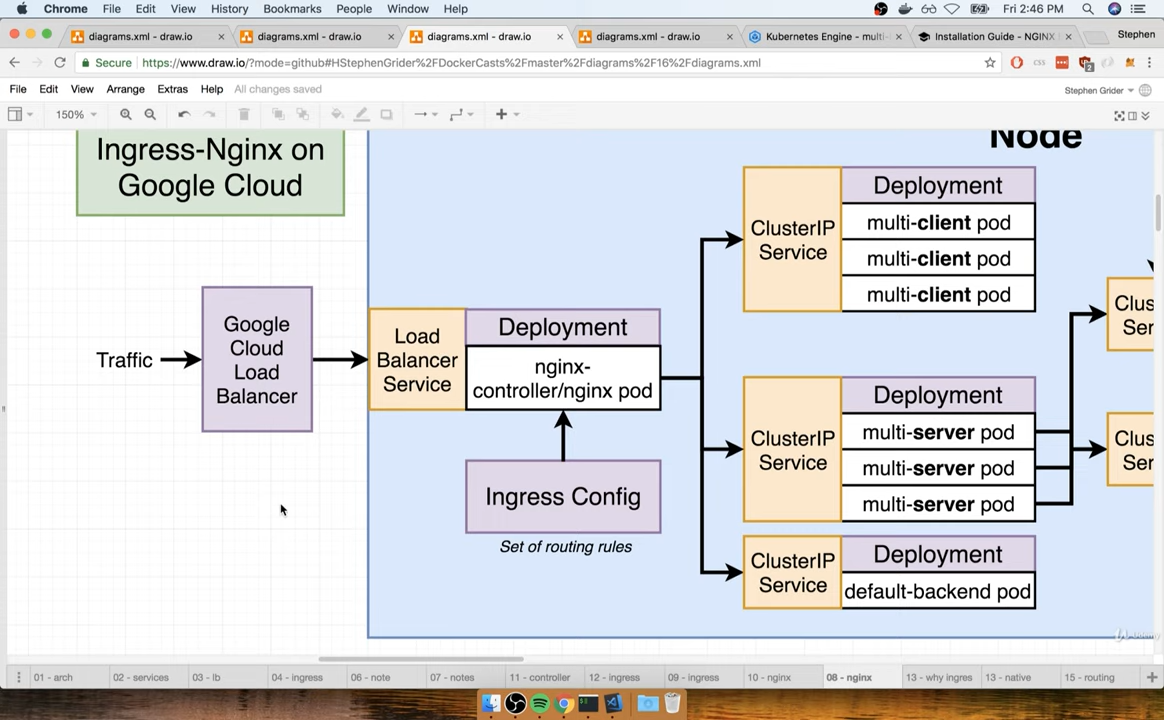 Chrome File Edit View History Bookmarks People Window Help Fri 2:46 PM
diagrams.xml - draw.io diagrams.xml - draw.io diagrams.xml - draw.io diagrams.xml - draw.io Kubernetes Engine - multi- Installation Guide - NGINX Stephen
Secure https://www.draw.io/?mode=github#HStephenGrider%2FDockerCasts%2Fmaster%2Fdiagrams%2F16%2Fdiagrams.xml
File Edit View Arrange Extras Help All changes saved Stephen Grider
150%
Node
Ingress-Nginx on
Google Cloud
Traffic
Google
Cloud
Load
Balancer
Load
Balancer
Service
Deployment
nginx-
controller/nginx pod
Ingress Config
Set of routing rules
ClusterIP
Service
Deployment
multi-client pod
multi-client pod
multi-client pod
ClusterIP
Service
Deployment
multi-server pod
multi-server pod
multi-server pod
ClusterIP
Service
Deployment
default-backend pod
Clus
Ser
Clus
Ser
Udemy
01 - arch 02 - services 03 - lb 04 - ingress 06 - note 07 - notes 11 - controller 12 - ingress 09 - ingress 10 - nginx 08 - nginx 13 - why ingres 13 - native 15 - routing